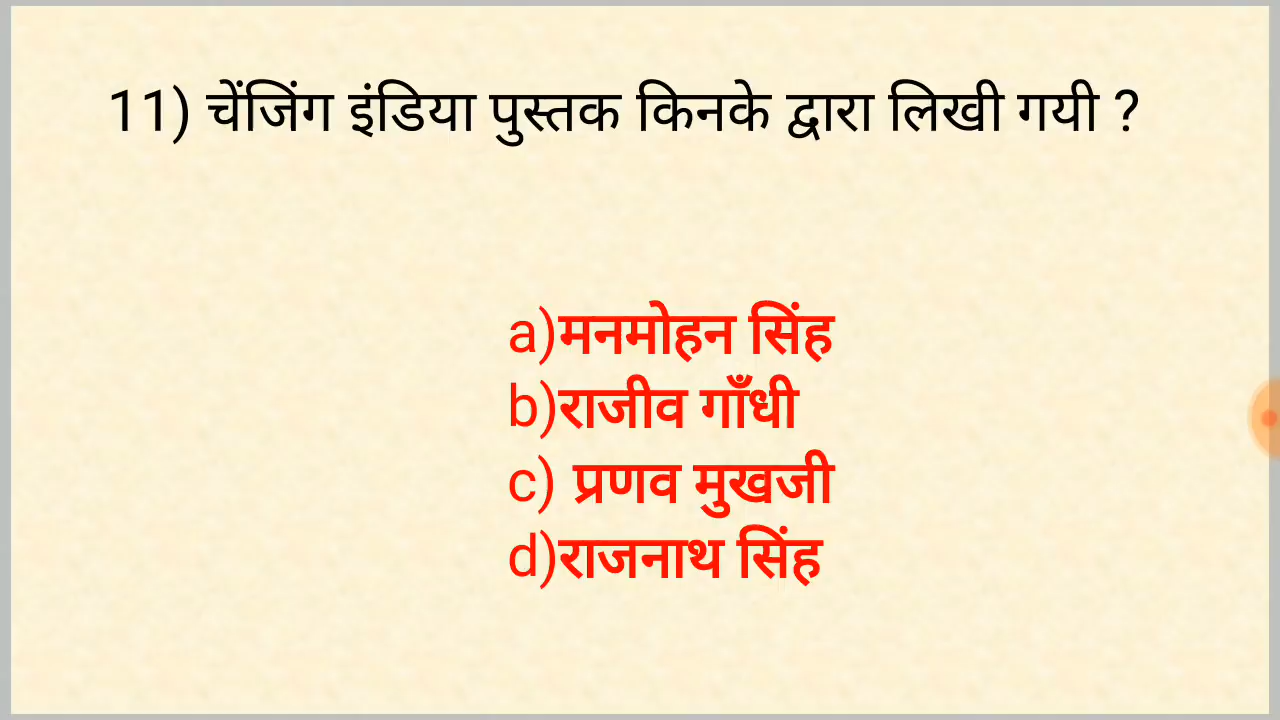 11) चेंजिंग इंडिया पुस्तक किनके द्वारा लिखी गयी ?
a)मनमोहन सिंह
b)राजीव गाँधी
c) प्रणव मुखजी
d)राजनाथ सिंह